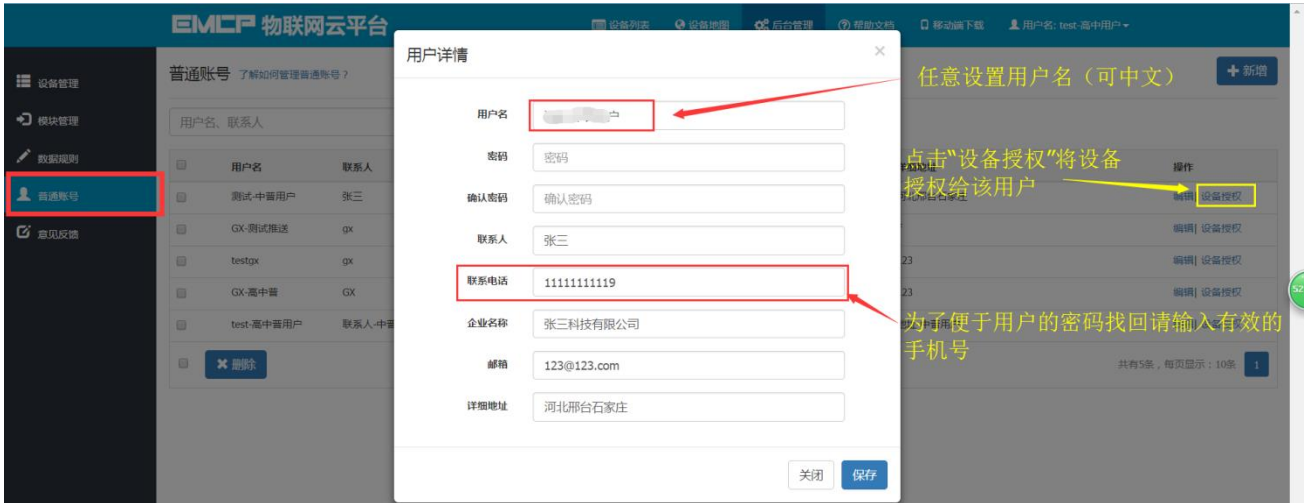 EMCP 物联网云平台
设备列表
设备地图
后台管理
帮助文档
移动端下载
用户名: test-高中用户
设备管理
模块管理
数据规则
普通账号
意见反馈
普通账号 了解如何管理普通账号？
新增
用户名、联系人
用户名 联系人 操作
测试-中普用户 张三 编辑| 设备授权
GX-测试推送 gx 编辑| 设备授权
testgx gx 23 编辑| 设备授权
GX-高中普 GX 23 编辑| 设备授权
test-高中普用户 联系人-中普
删除
共有5条，每页显示：10条 1
用户详情
×
用户名 户
密码 密码
确认密码 确认密码
联系人 张三
联系电话 11111111119
企业名称 张三科技有限公司
邮箱 123@123.com
详细地址 河北邢台石家庄
关闭
保存
任意设置用户名（可中文）
点击“设备授权”将设备
授权给该用户
为了便于用户的密码找回请输入有效的
手机号
52